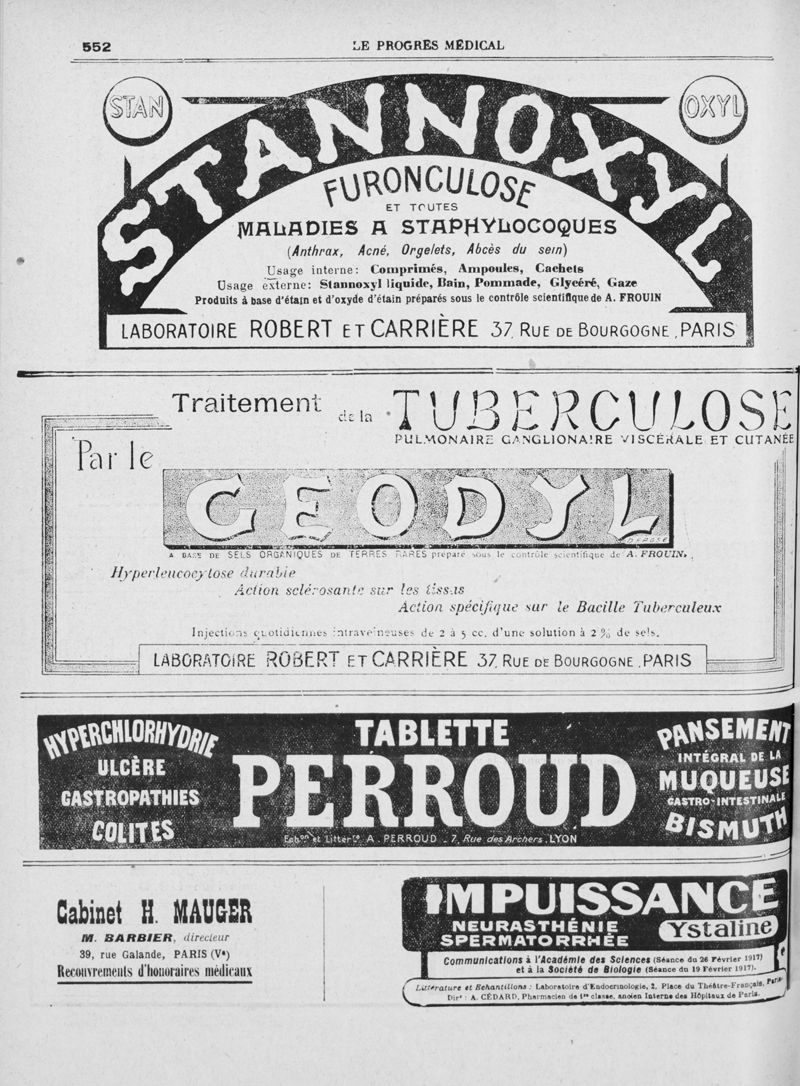 552
LE PROGRÈS MÉDICAL
STAN
OXYL
STANNOXYL
FURONCULOSE
ET TOUTES
MALADIES A STAPHYLOCOQUES
(Anthrax, Acné, Orgelets, Abcès du sein)
Usage interne: Comprimés, Ampoules, Cachets
Usage externe: Stannoxyl liquide, Bain, Pommade, Glycéré, Gaze
Produits à base d'étain et d'oxyde d'étain préparés sous le contrôle scientifique de A. FROUIN
LABORATOIRE ROBERT ET CARRIÈRE 37, RUE DE BOURGOGNE, PARIS
Traitement de la TUBERCULOSE
PULMONAIRE GANGLIONAIRE VISCÉRALE ET CUTANÉE
Par le
GEODYL
DÉPOSÉ
A BASE DE SELS ORGANIQUES DE TERRES RARES préparé sous le contrôle scientifique de A. FROUIN.
Hyperleucocytose durable
Action sclérosante sur les tissus
Action spécifique sur le Bacille Tuberculeux
Injections quotidiennes intraveineuses de 2 à 5 cc. d'une solution à 2 % de sels.
LABORATOIRE ROBERT ET CARRIÈRE 37, RUE DE BOURGOGNE, PARIS
HYPERCHLORHYDRIE
ULCÈRE
GASTROPATHIES
COLITES
TABLETTE
PERROUD
Echons et Littérre A. PERROUD - 7, Rue des Archers, LYON
PANSEMENT
INTÉGRAL DE LA
MUQUEUSE
GASTRO-INTESTINALE
BISMUTH
Cabinet H. MAUGER
M. BARBIER, directeur
39, rue Galande, PARIS (Ve)
Recouvrements d'honoraires médicaux
IMPUISSANCE
NEURASTHÉNIE
SPERMATORRHÉE
Ystaline
Communications à l'Académie des Sciences (Séance du 26 Février 1917)
et à la Société de Biologie (Séance du 19 Février 1917).
Littérature et Echantillons : Laboratoire d'Endocrinologie, 2, Place du Théâtre-Français, Paris
Dirr : A. CÉDARD, Pharmacien de 1re classe, ancien Interne des Hôpitaux de Paris.